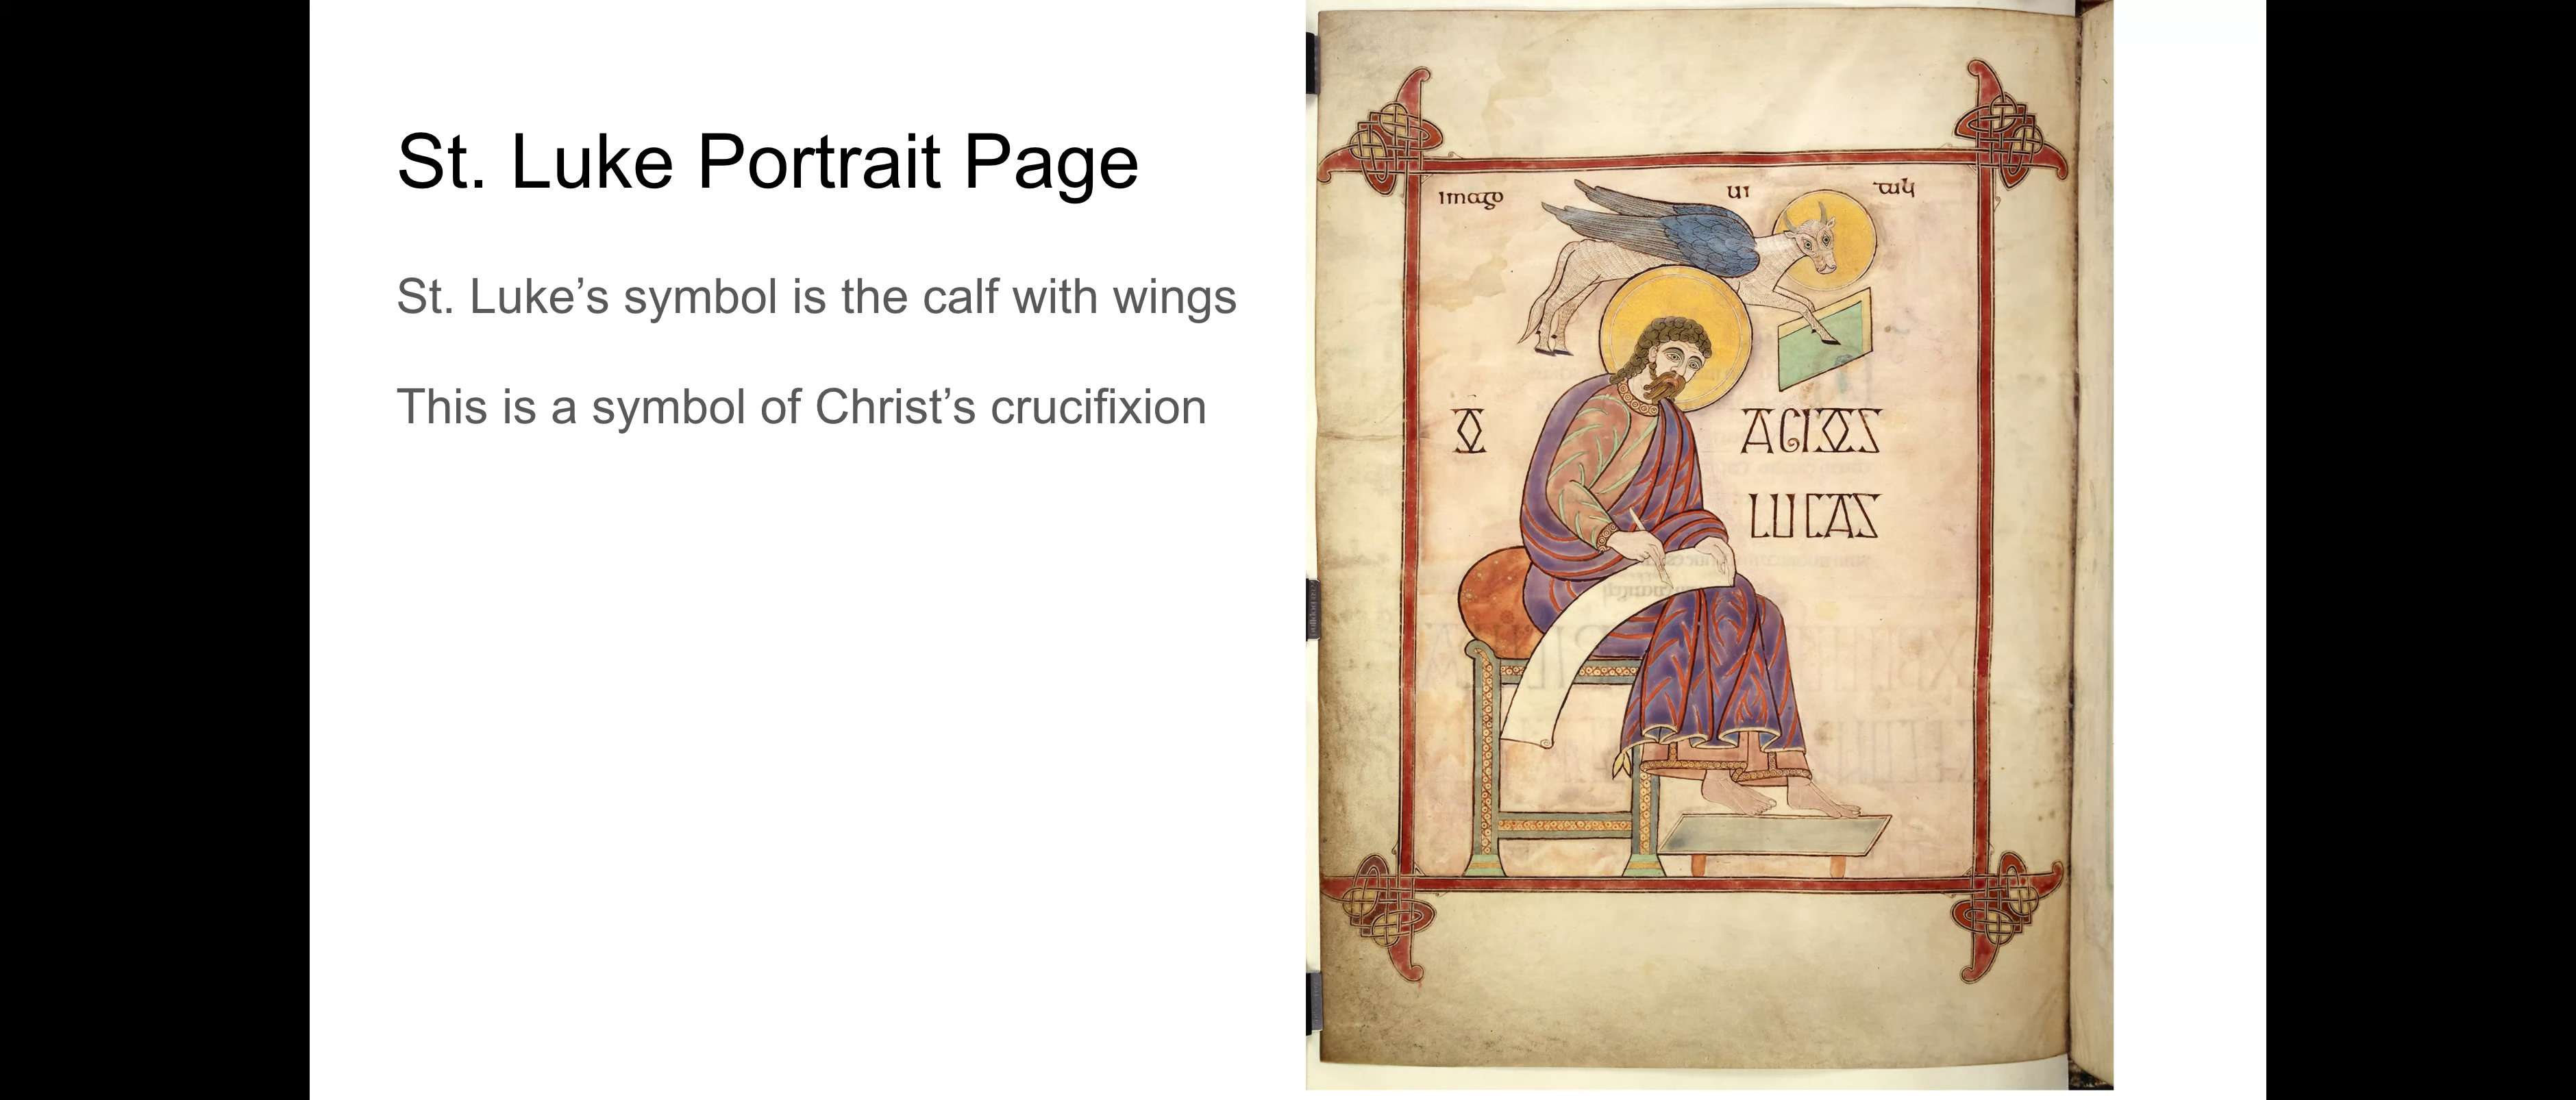 St. Luke Portrait Page
St. Luke’s symbol is the calf with wings
This is a symbol of Christ’s crucifixion
imago ui tuli
O AGIOS
LUCAS